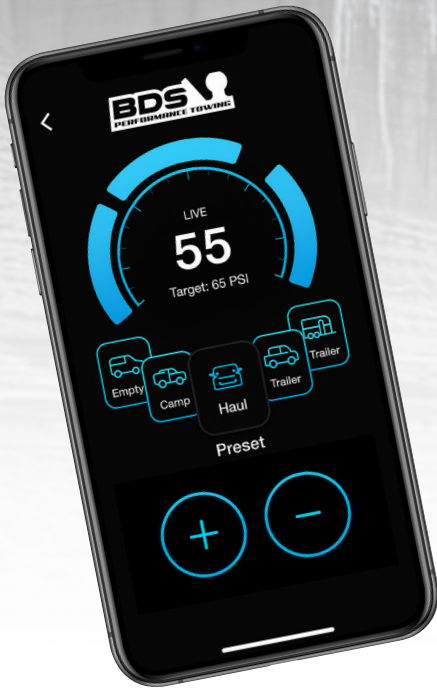 BDS
PERFORMANCE TOWING
LIVE
55
Target: 65 PSI
Empty
Camp
Haul
Trailer
Trailer
Preset
+
−